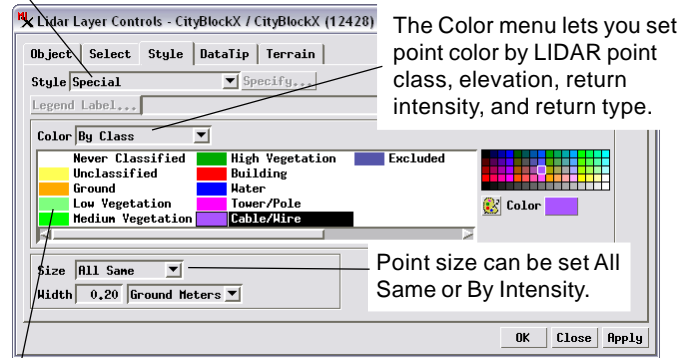 Lidar Layer Controls - CityBlockX / CityBlockX (12428)
Object Select Style DataTip Terrain
Style Special Specify...
Legend Label...
The Color menu lets you set
point color by LIDAR point
class, elevation, return
intensity, and return type.
Color By Class
Never Classified High Vegetation Excluded
Unclassified Building
Ground Water
Low Vegetation Tower/Pole
Medium Vegetation Cable/Wire
Color
Size All Same
Width 0.20 Ground Meters
Point size can be set All
Same or By Intensity.
OK Close Apply